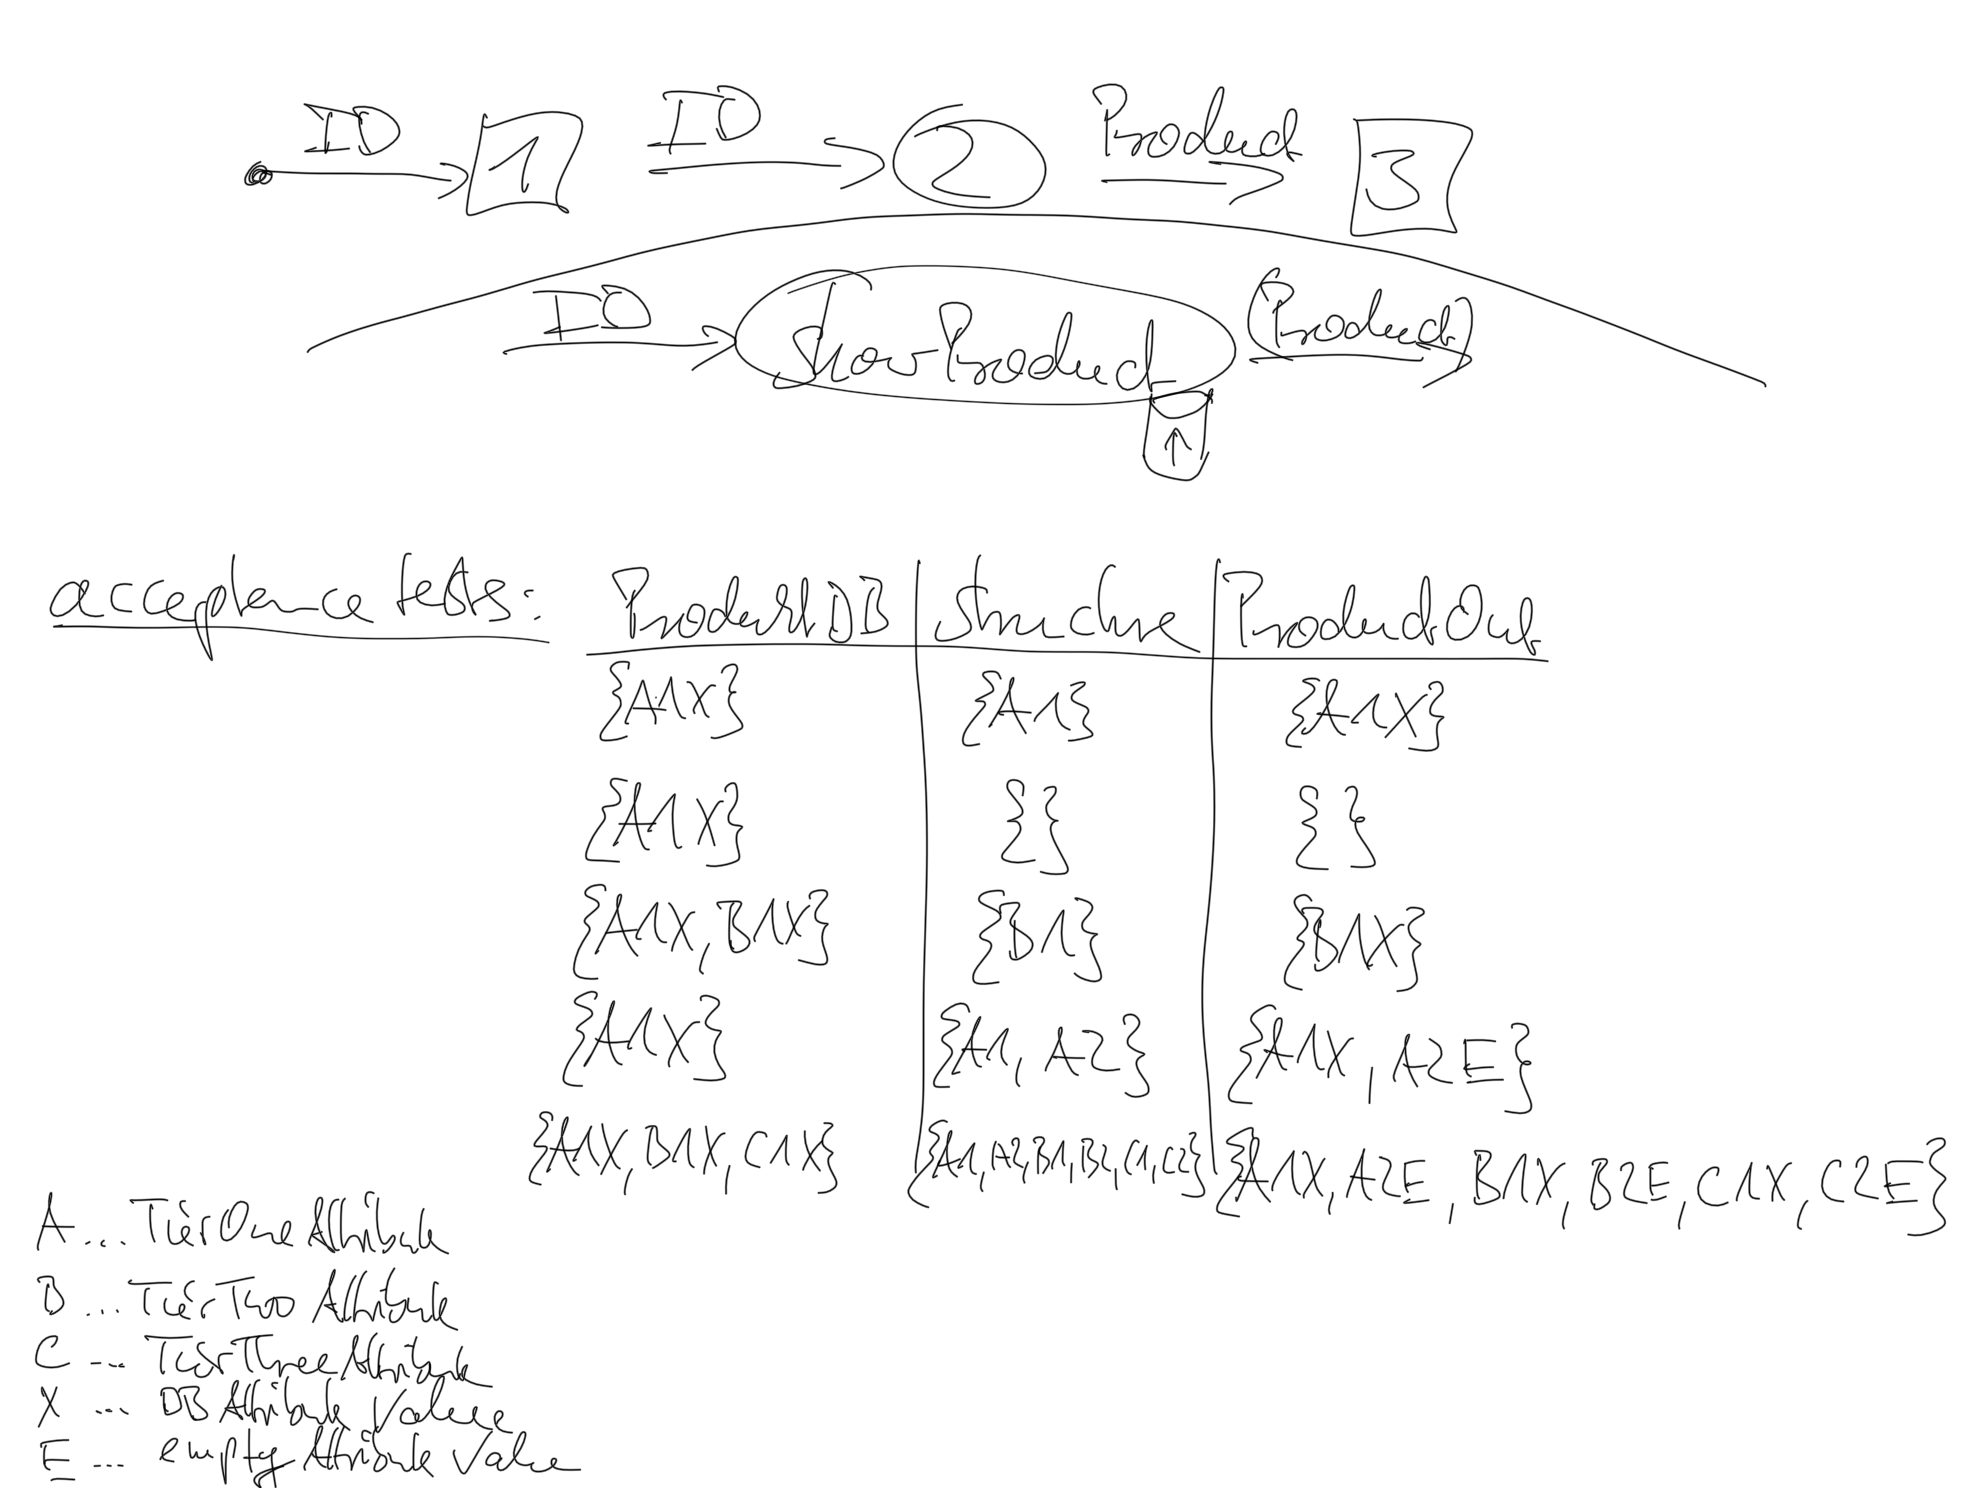 ID 1 ID 2 Product 3
ID ShowProduct (Product)
acceptance tests: ProductDB Structure ProductOut
{A1X} {A1} {A1X}
{A1X} {} {}
{A1X, B1X} {B1} {B1X}
{A1X} {A1, A2} {A1X, A2E}
{A1X, B1X, C1X} {A1, A2, B1, B2, C1, C2} {A1X, A2E, B1X, B2E, C1X, C2E}
A ... TierOne Attribute
B ... TierTwo Attribute
C ... TierThree Attribute
X ... DB Attribute Value
E ... empty Attribute Value